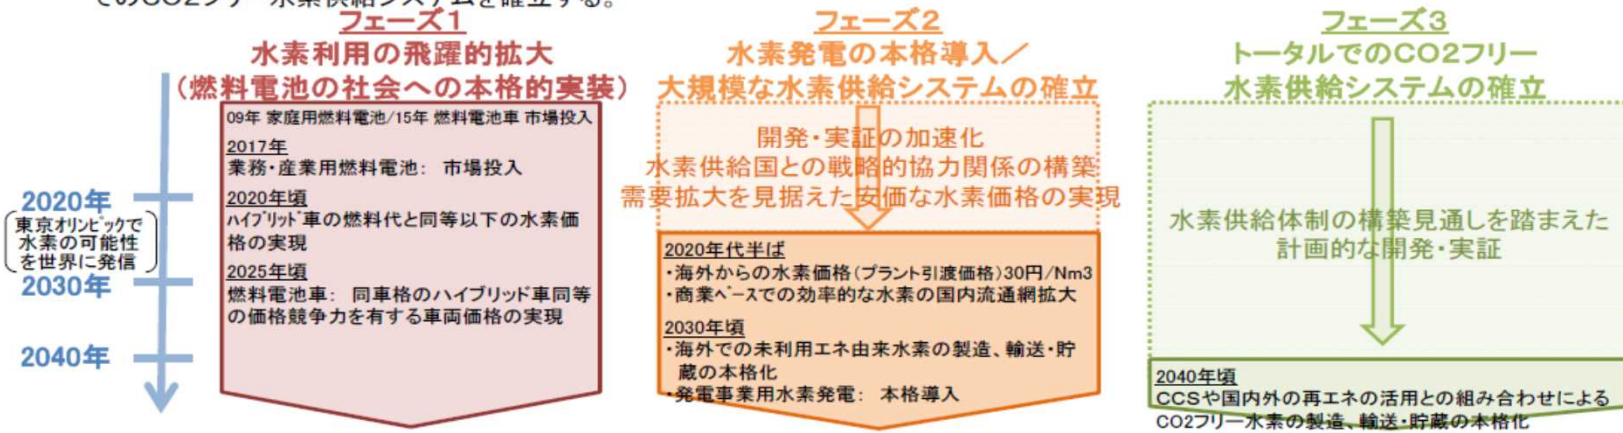 でのCO2フリー水素供給システムを確立する。
フェーズ1
水素利用の飛躍的拡大
(燃料電池の社会への本格的実装)
09年 家庭用燃料電池/15年 燃料電池車 市場投入
2017年
業務・産業用燃料電池: 市場投入
2020年頃
ハイブリッド車の燃料代と同等以下の水素価
格の実現
2025年頃
燃料電池車: 同車格のハイブリッド車同等
の価格競争力を有する車両価格の実現
2020年
東京オリンピックで
水素の可能性
を世界に発信
2030年
2040年
フェーズ2
水素発電の本格導入/
大規模な水素供給システムの確立
開発・実証の加速化
水素供給国との戦略的協力関係の構築
需要拡大を見据えた安価な水素価格の実現
2020年代半ば
・海外からの水素価格(プラント引渡価格)30円/Nm3
・商業ベースでの効率的な水素の国内流通網拡大
2030年頃
・海外での未利用エネ由来水素の製造、輸送・貯
蔵の本格化
・発電事業用水素発電: 本格導入
フェーズ3
トータルでのCO2フリー
水素供給システムの確立
水素供給体制の構築見通しを踏まえた
計画的な開発・実証
2040年頃
CCSや国内外の再エネの活用との組み合わせによる
CO2フリー水素の製造、輸送・貯蔵の本格化